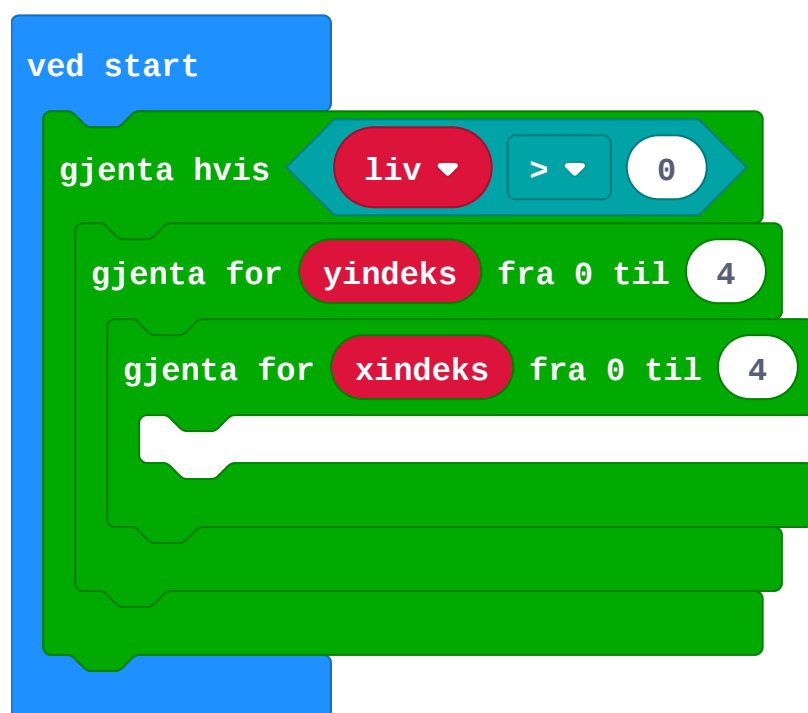 ved start
gjenta hvis liv > 0
gjenta for yindeks fra 0 til 4
gjenta for xindeks fra 0 til 4